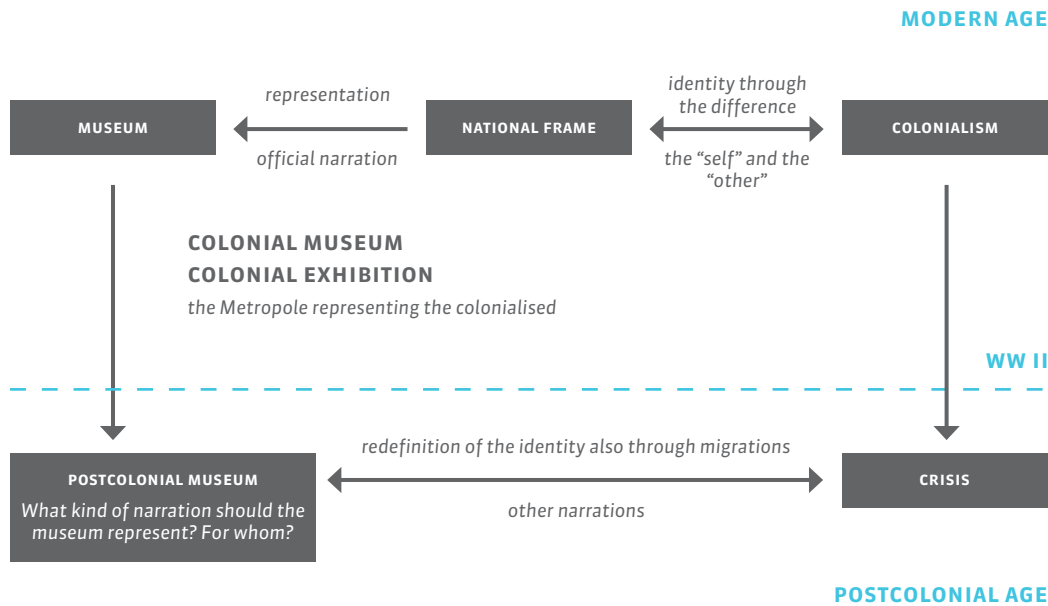 MODERN AGE
representation
identity through
the difference
MUSEUM
NATIONAL FRAME
COLONIALISM
official narration
the “self” and the
“other”
COLONIAL MUSEUM
COLONIAL EXHIBITION
the Metropole representing the colonialised
WW II
redefinition of the identity also through migrations
POSTCOLONIAL MUSEUM
What kind of narration should the
museum represent? For whom?
CRISIS
other narrations
POSTCOLONIAL AGE